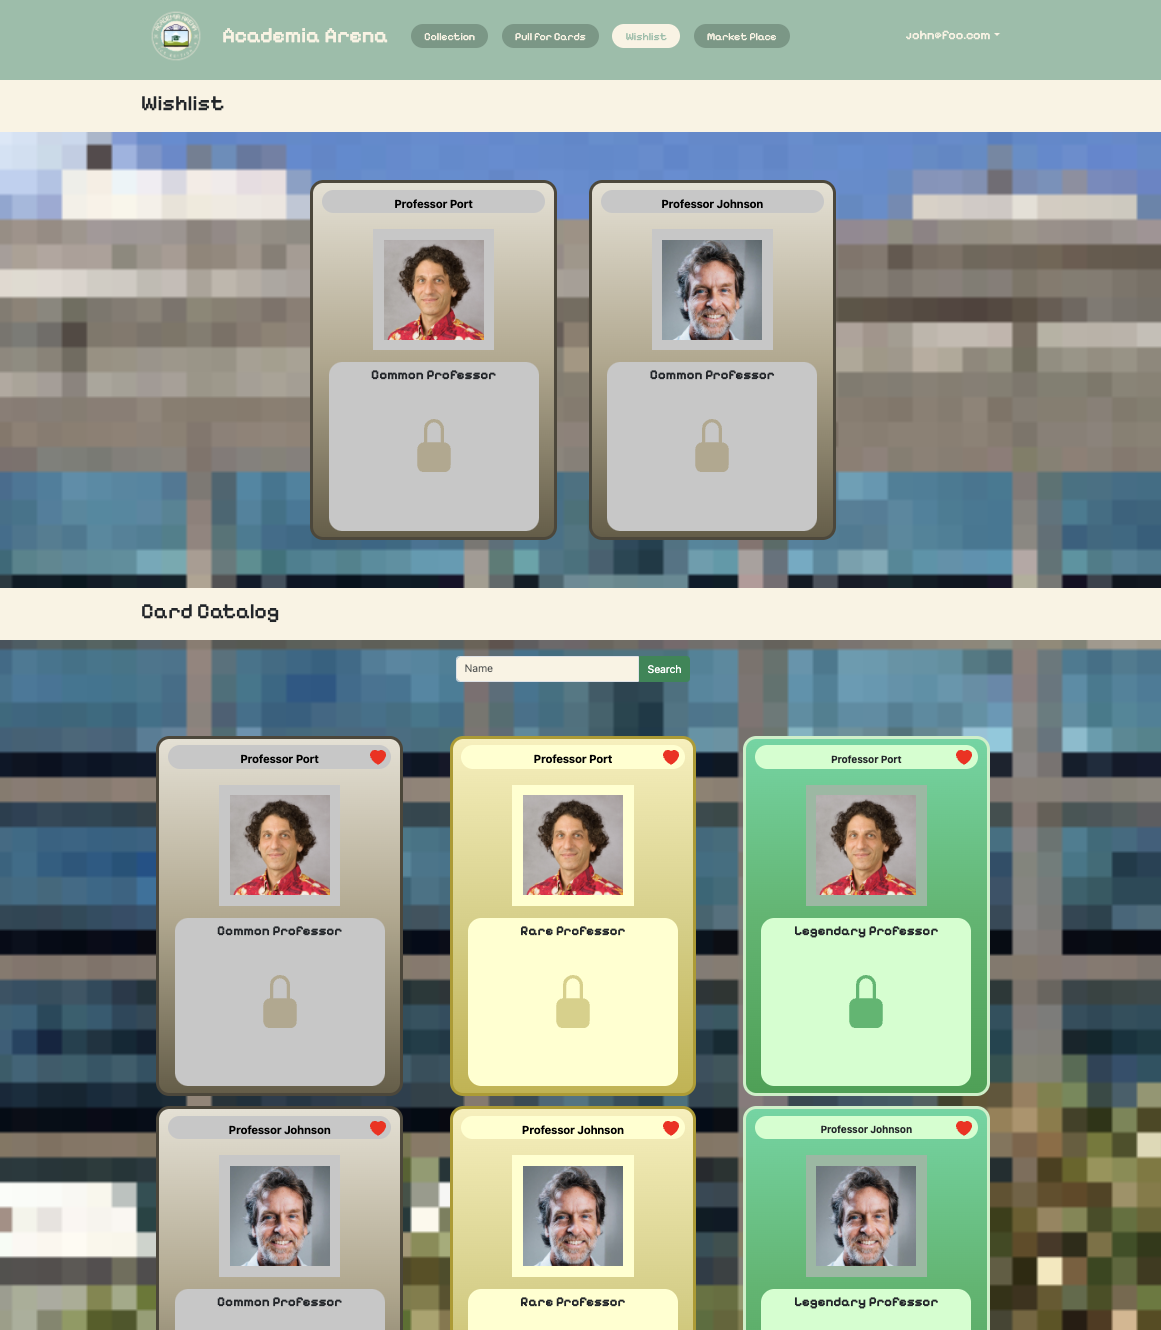 Academia Arena
Collection
Pull for Cards
Wishlist
Market Place
john@foo.com
Wishlist
Professor Port
Professor Johnson
Common Professor
Common Professor
Card Catalog
Name
Search
Professor Port
Professor Port
Professor Port
Common Professor
Rare Professor
Legendary Professor
Professor Johnson
Professor Johnson
Professor Johnson
Common Professor
Rare Professor
Legendary Professor